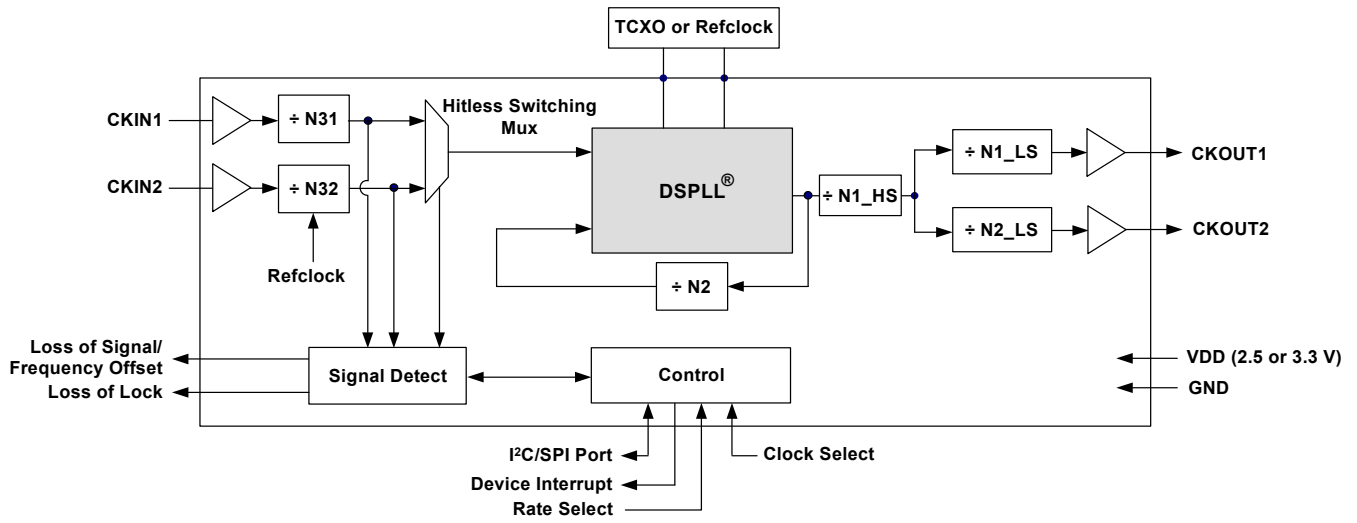 TCXO or Refclock
CKIN1
÷ N31
Hitless Switching
Mux
CKIN2
÷ N32
Refclock
DSPLL®
÷ N1_HS
÷ N1_LS
CKOUT1
÷ N2_LS
CKOUT2
÷ N2
Loss of Signal/
Frequency Offset
Loss of Lock
Signal Detect
Control
VDD (2.5 or 3.3 V)
GND
I²C/SPI Port
Clock Select
Device Interrupt
Rate Select